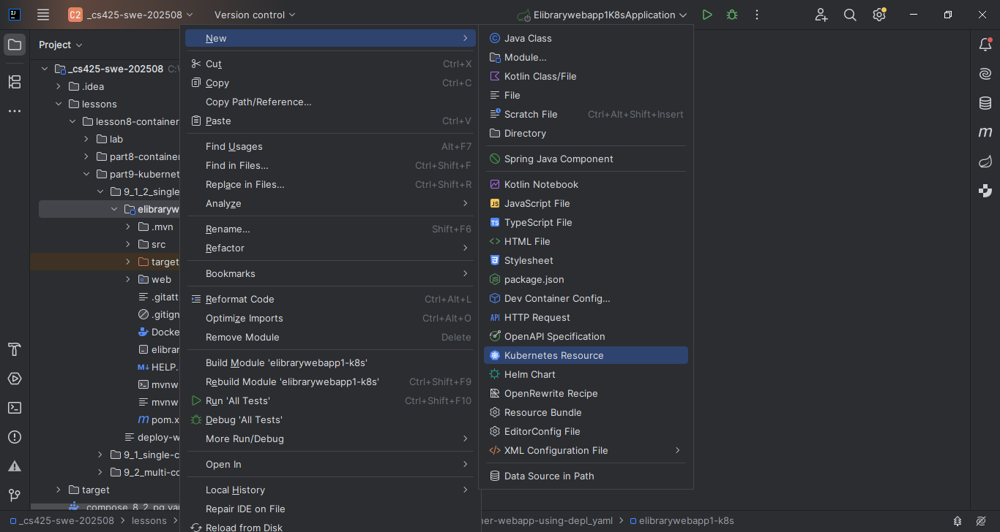 C2 _cs425-swe-202508
Version control
Elibrarywebapp1K8sApplication
Project
_cs425-swe-202508 C:\
.idea
lessons
lesson8-container
lab
part8-container
part9-kubernet
9_1_2_single
elibraryw
.mvn
src
target
web
.gitatt
.gitign
Docke
elibrar
HELP.
mvnw
mvnw
pom.x
deploy-w
9_1_single-c
9_2_multi-co
target
compose_8_2_pg.yar
New
Cut Ctrl+X
Copy Ctrl+C
Copy Path/Reference...
Paste Ctrl+V
Find Usages Alt+F7
Find in Files... Ctrl+Shift+F
Replace in Files... Ctrl+Shift+R
Analyze
Rename... Shift+F6
Refactor
Bookmarks
Reformat Code Ctrl+Alt+L
Optimize Imports Ctrl+Alt+O
Remove Module Delete
Build Module 'elibrarywebapp1-k8s'
Rebuild Module 'elibrarywebapp1-k8s' Ctrl+Shift+F9
Run 'All Tests' Ctrl+Shift+F10
Debug 'All Tests'
More Run/Debug
Open In
Local History
Repair IDE on File
Reload from Disk
Java Class
Module...
Kotlin Class/File
File
Scratch File Ctrl+Alt+Shift+Insert
Directory
Spring Java Component
Kotlin Notebook
JS JavaScript File
TS TypeScript File
HTML File
Stylesheet
package.json
Dev Container Config...
API HTTP Request
OpenAPI Specification
Kubernetes Resource
Helm Chart
OpenRewrite Recipe
Resource Bundle
EditorConfig File
XML Configuration File
Data Source in Path
_cs425-swe-202508 > lessons > ner-webapp-using-depl_yaml > elibrarywebapp1-k8s